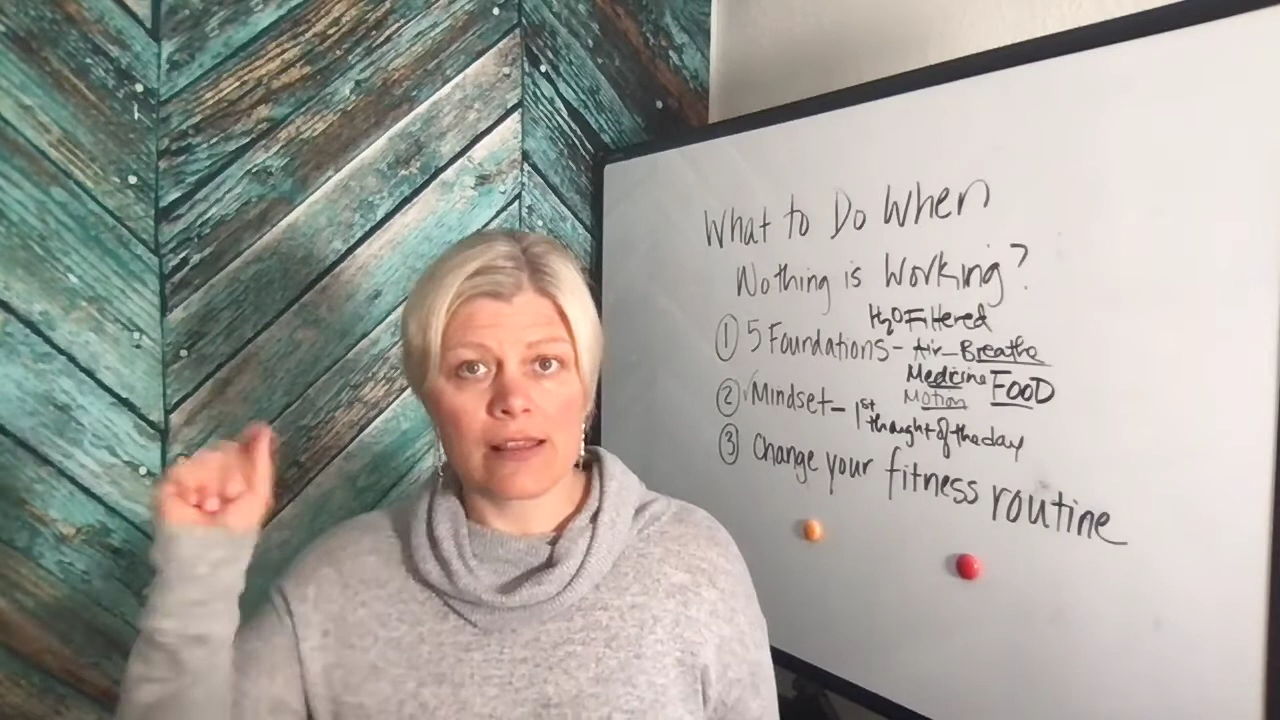 What to Do When
Nothing is Working?
H2O Filtered
① 5 Foundations - Air - Breathe
Medicine FOOD
Motion
② ✓Mindset - 1st
thought of the day
③ Change your fitness routine